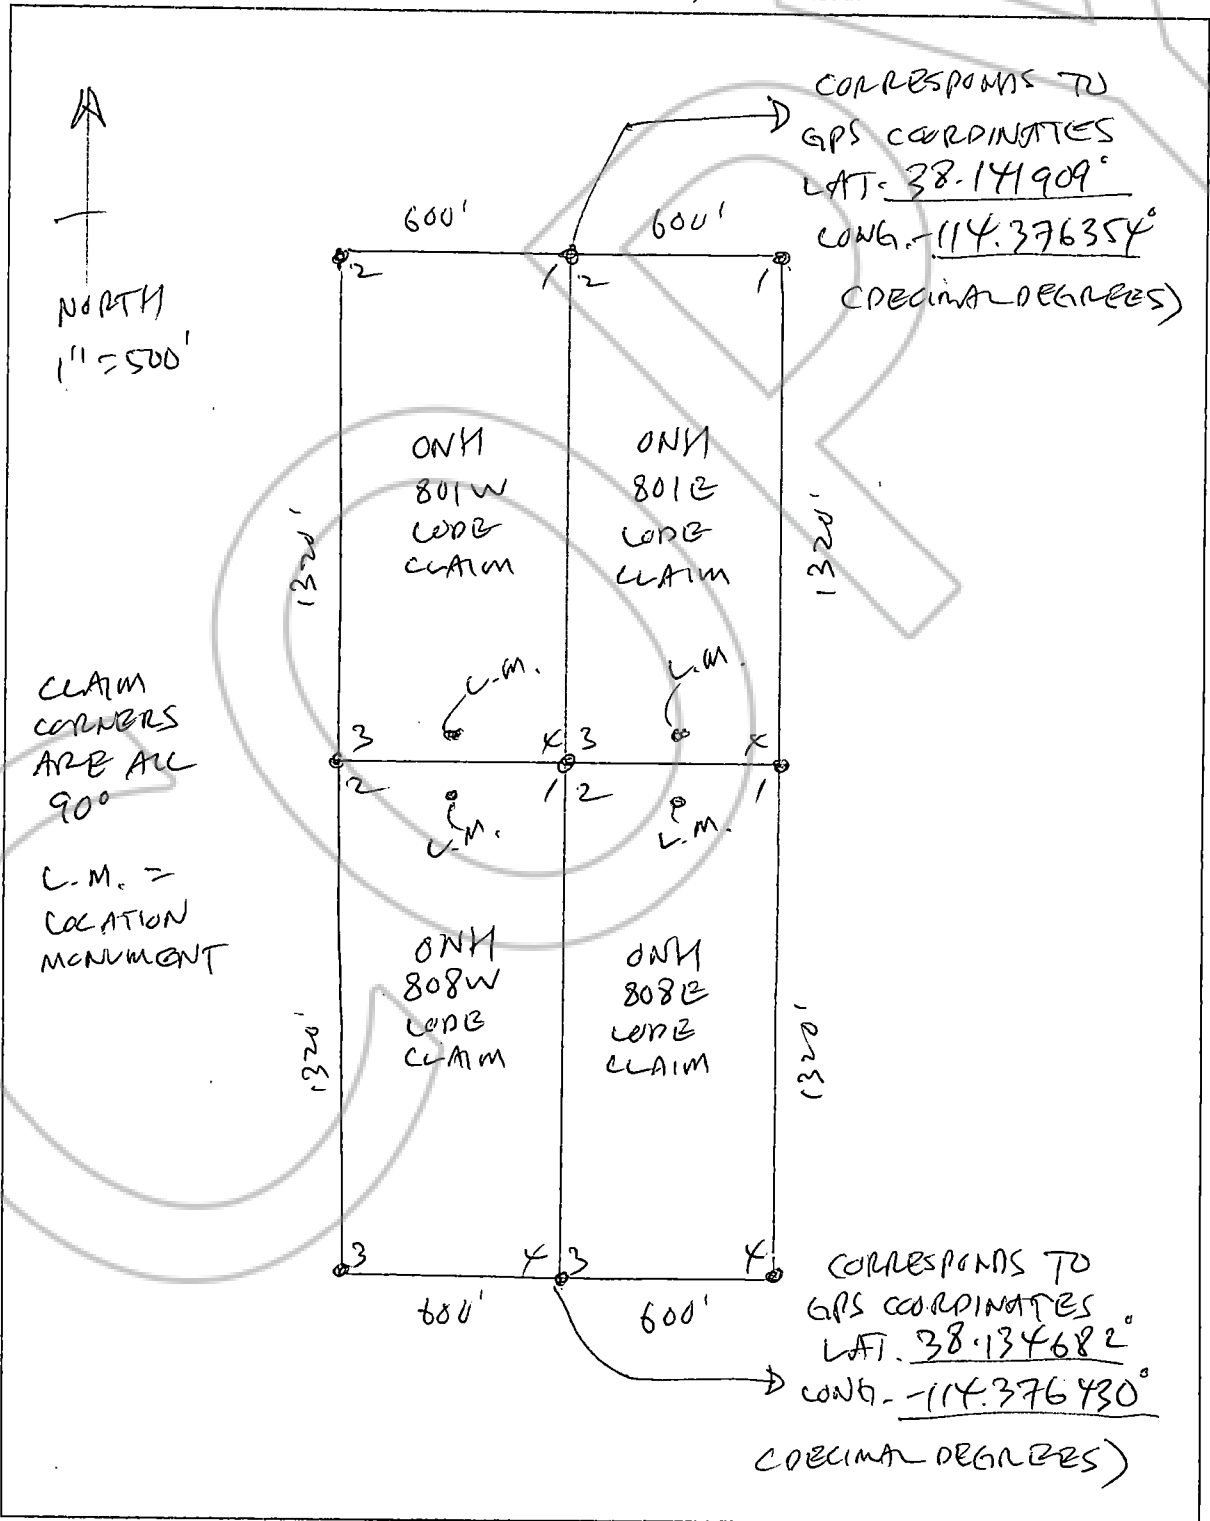 CORRESPONDS TO
GPS COORDINATES
LAT. 38.141909°
LONG. -114.376354°
(DECIMAL DEGREES)
NORTH
1" = 500'
600'
600'
2
1
2
1
ONH
801W
LODE
CLAIM
ONH
801E
LODE
CLAIM
1320'
1320'
L.M.
L.M.
CLAIM
CORNERS
ARE ALL
90°
3
4
3
4
2
1
2
1
L.M.
L.M.
L.M. =
LOCATION
MONUMENT
ONH
808W
LODE
CLAIM
ONH
808E
LODE
CLAIM
1320'
1320'
3
4
3
4
600'
600'
CORRESPONDS TO
GPS COORDINATES
LAT. 38.134682°
LONG. -114.376430°
(DECIMAL DEGREES)
COPY